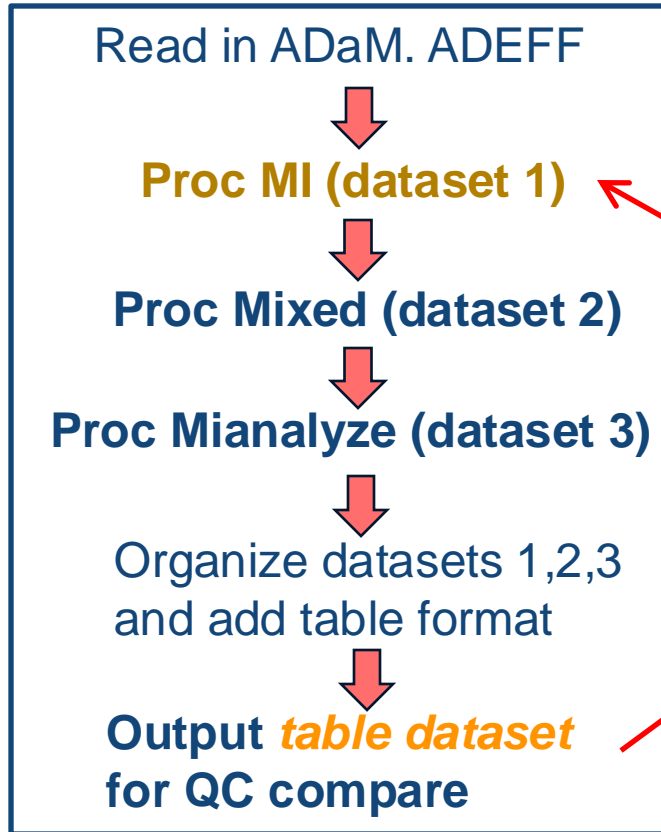 Read in ADaM. ADEFF
Proc MI (dataset 1)
Proc Mixed (dataset 2)
Proc Mianalyze (dataset 3)
Organize datasets 1,2,3
and add table format
Output table dataset
for QC compare